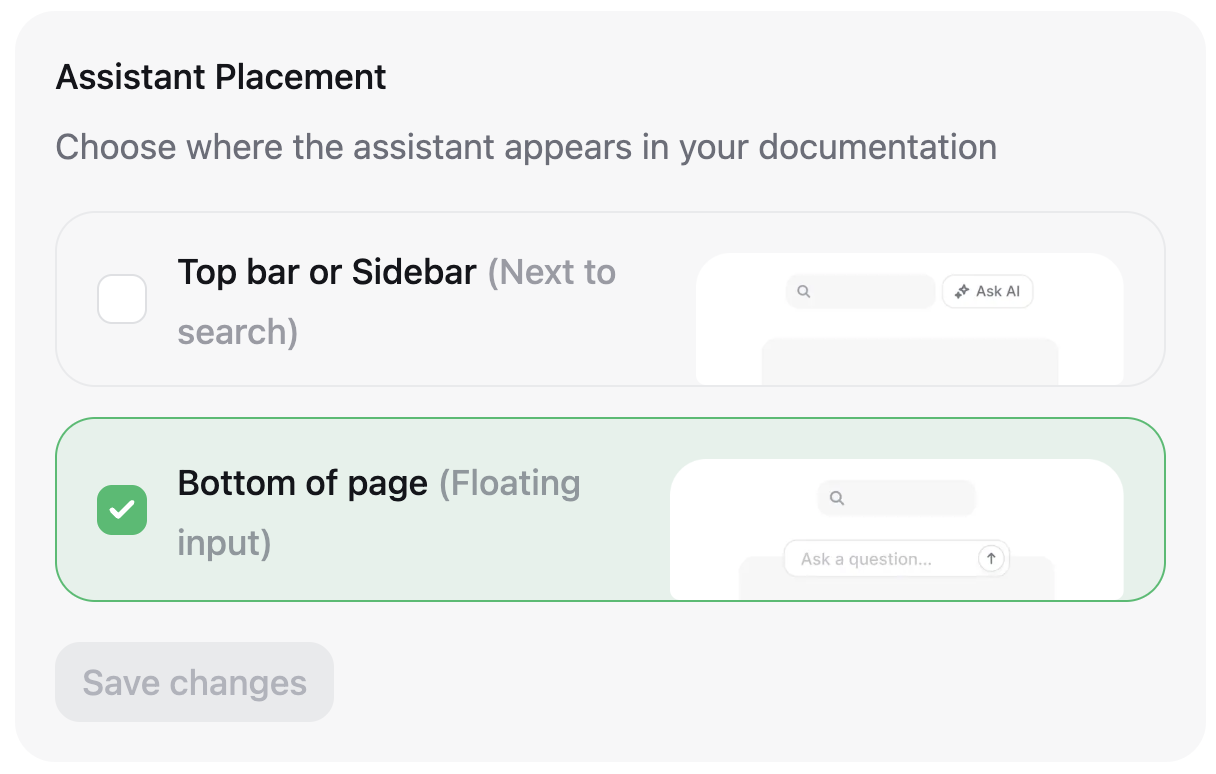 Assistant Placement
Choose where the assistant appears in your documentation
Top bar or Sidebar (Next to
search)
Ask AI
Bottom of page (Floating
input)
Ask a question...
Save changes